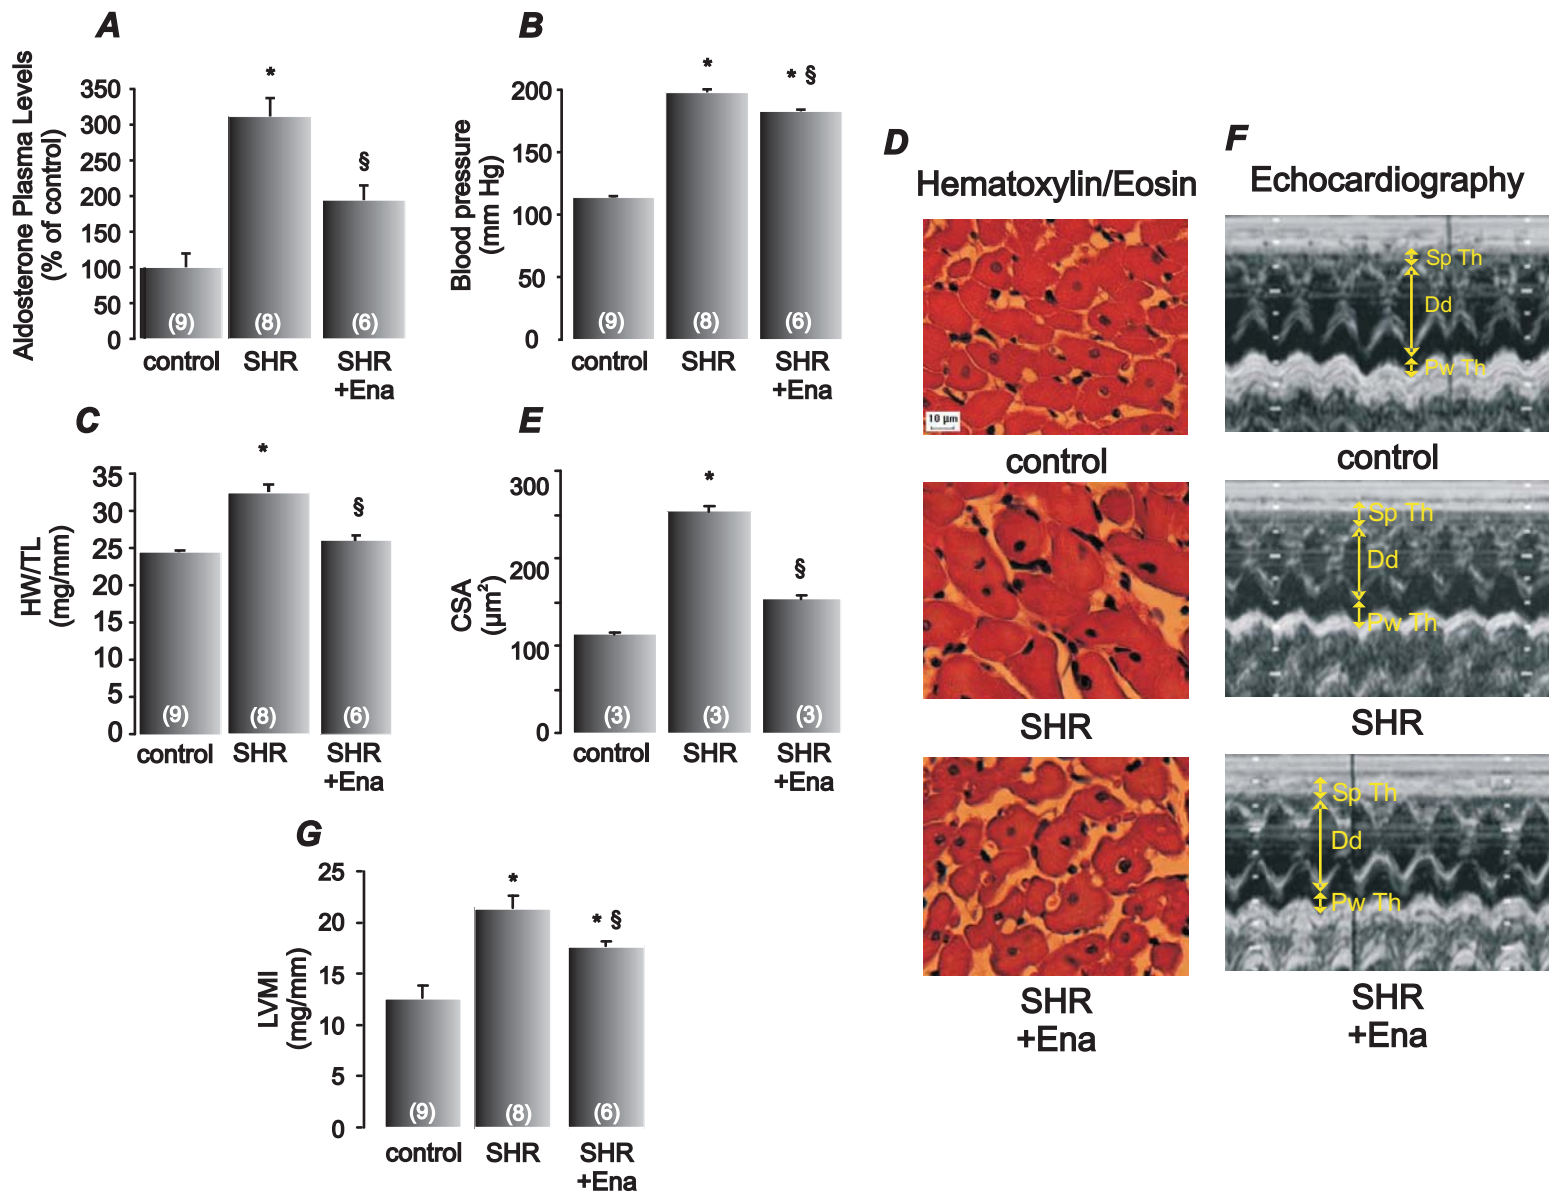 A
Aldosterone Plasma Levels
(% of control)
350
300
250
200
150
100
50
0
*
§
(9)
(8)
(6)
control
SHR
SHR
+Ena
B
Blood pressure
(mm Hg)
200
150
100
50
0
*
* §
(9)
(8)
(6)
control
SHR
SHR
+Ena
C
HW/TL
(mg/mm)
35
30
25
20
15
10
5
0
*
§
(9)
(8)
(6)
control
SHR
SHR
+Ena
E
CSA
(µm²)
300
200
100
0
*
§
(3)
(3)
(3)
control
SHR
SHR
+Ena
G
LVMI
(mg/mm)
25
20
15
10
5
0
*
* §
(9)
(8)
(6)
control
SHR
SHR
+Ena
D
Hematoxylin/Eosin
10 µm
control
SHR
SHR
+Ena
F
Echocardiography
Sp Th
Dd
Pw Th
control
Sp Th
Dd
Pw Th
SHR
Sp Th
Dd
Pw Th
SHR
+Ena